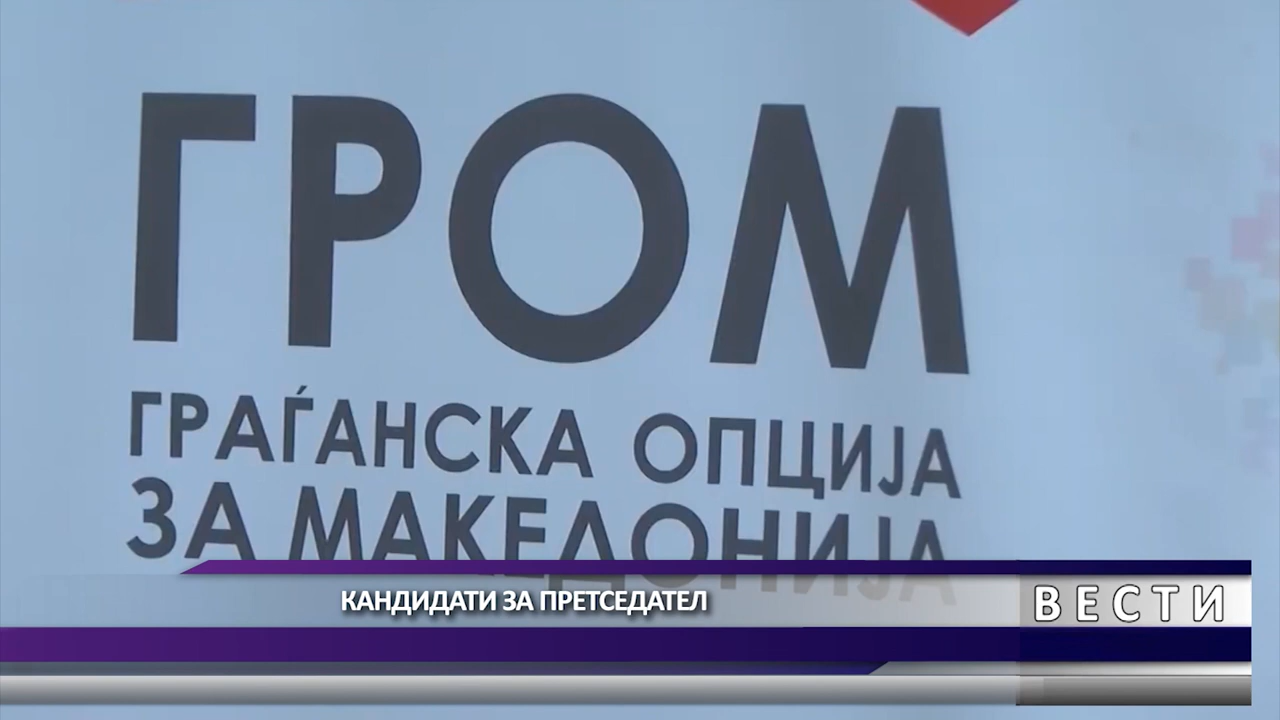 ГРОМ
ГРАЃАНСКА ОПЦИЈА
ЗА МАКЕДОНИЈА
КАНДИДАТИ ЗА ПРЕТСЕДАТЕЛ
ВЕСТИ